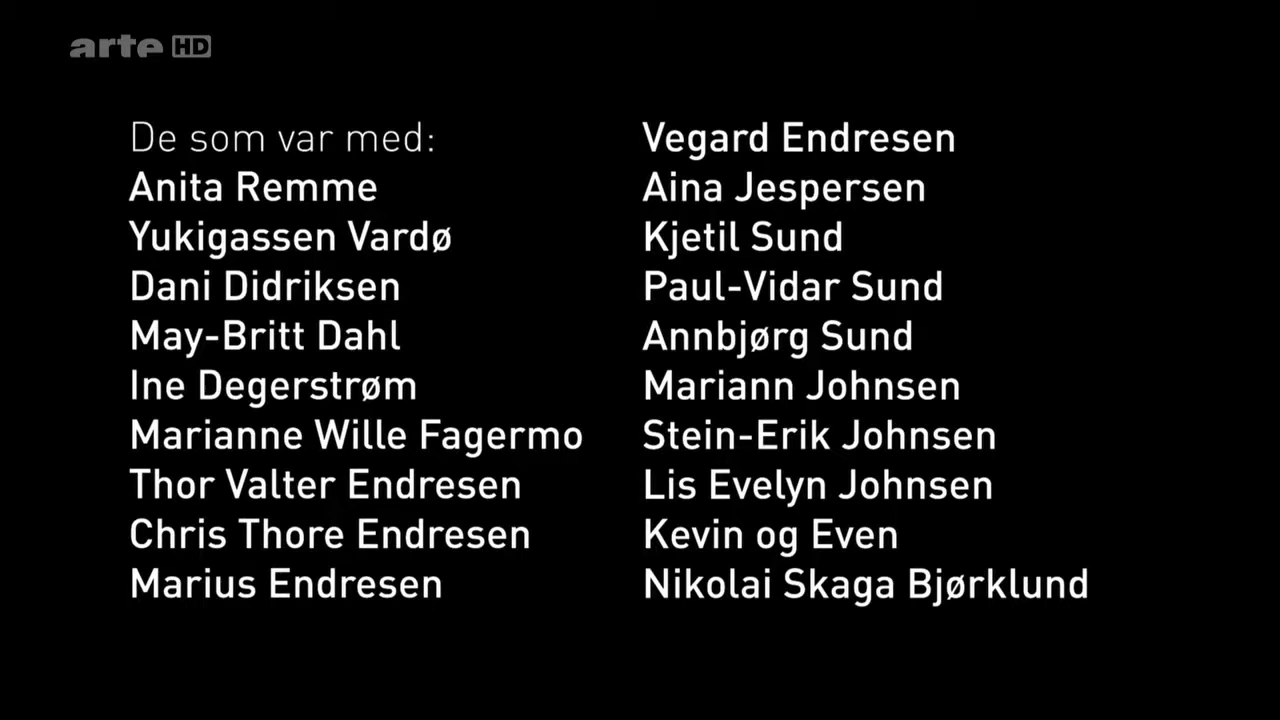 arte HD
De som var med:
Anita Remme
Yukigassen Vardø
Dani Didriksen
May-Britt Dahl
Ine Degerstrøm
Marianne Wille Fagermo
Thor Valter Endresen
Chris Thore Endresen
Marius Endresen
Vegard Endresen
Aina Jespersen
Kjetil Sund
Paul-Vidar Sund
Annbjørg Sund
Mariann Johnsen
Stein-Erik Johnsen
Lis Evelyn Johnsen
Kevin og Even
Nikolai Skaga Bjørklund